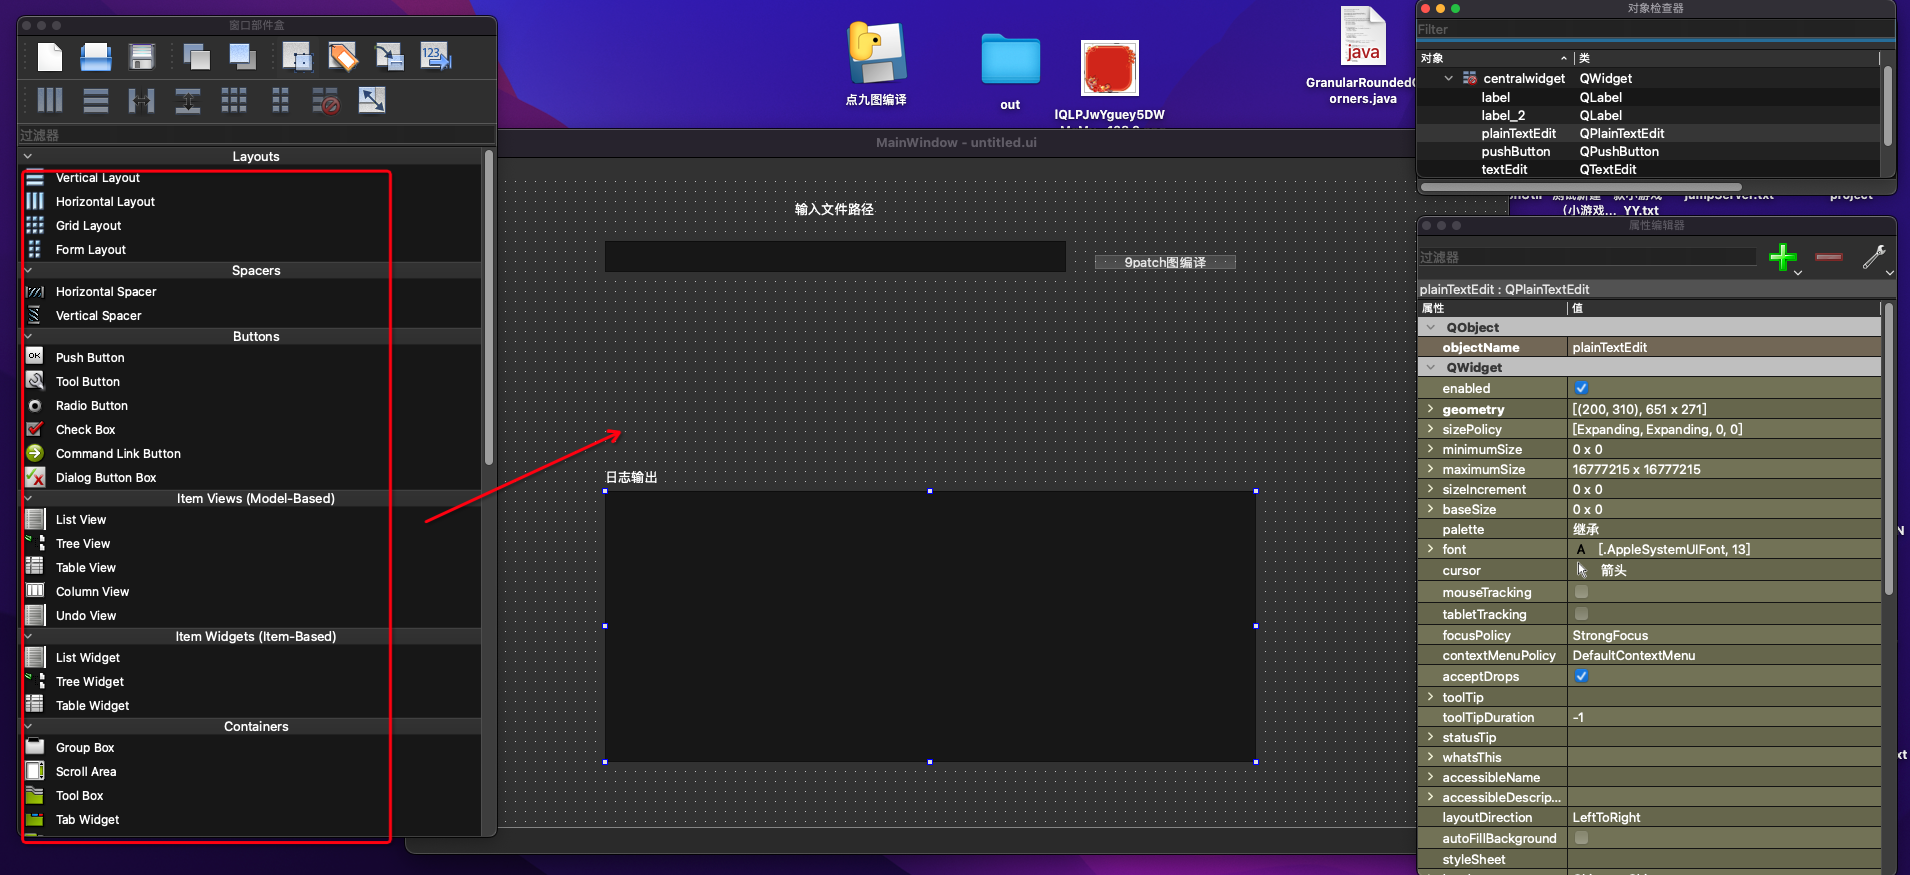 窗口部件盒
123
过滤器
Layouts
Vertical Layout
Horizontal Layout
Grid Layout
Form Layout
Spacers
Horizontal Spacer
Vertical Spacer
Buttons
OK
Push Button
Tool Button
Radio Button
Check Box
Command Link Button
Dialog Button Box
Item Views (Model-Based)
List View
Tree View
Table View
Column View
Undo View
Item Widgets (Item-Based)
List Widget
Tree Widget
Table Widget
Containers
Group Box
Scroll Area
Tool Box
Tab Widget
点九图编译
out
IQLPJwYguey5DW
java
GranularRoundedC
orners.java
MainWindow - untitled.ui
输入文件路径
9patch图编译
日志输出
对象检查器
Filter
对象 类
centralwidget QWidget
label QLabel
label_2 QLabel
plainTextEdit QPlainTextEdit
pushButton QPushButton
textEdit QTextEdit
(小游戏... YY.txt
jumpServer.txt
project
属性编辑器
过滤器
plainTextEdit : QPlainTextEdit
属性 值
QObject
objectName plainTextEdit
QWidget
enabled
geometry [(200, 310), 651 x 271]
sizePolicy [Expanding, Expanding, 0, 0]
minimumSize 0 x 0
maximumSize 16777215 x 16777215
sizeIncrement 0 x 0
baseSize 0 x 0
palette 继承
font A [.AppleSystemUIFont, 13]
cursor 箭头
mouseTracking
tabletTracking
focusPolicy StrongFocus
contextMenuPolicy DefaultContextMenu
acceptDrops
toolTip
toolTipDuration -1
statusTip
whatsThis
accessibleName
accessibleDescrip...
layoutDirection LeftToRight
autoFillBackground
styleSheet